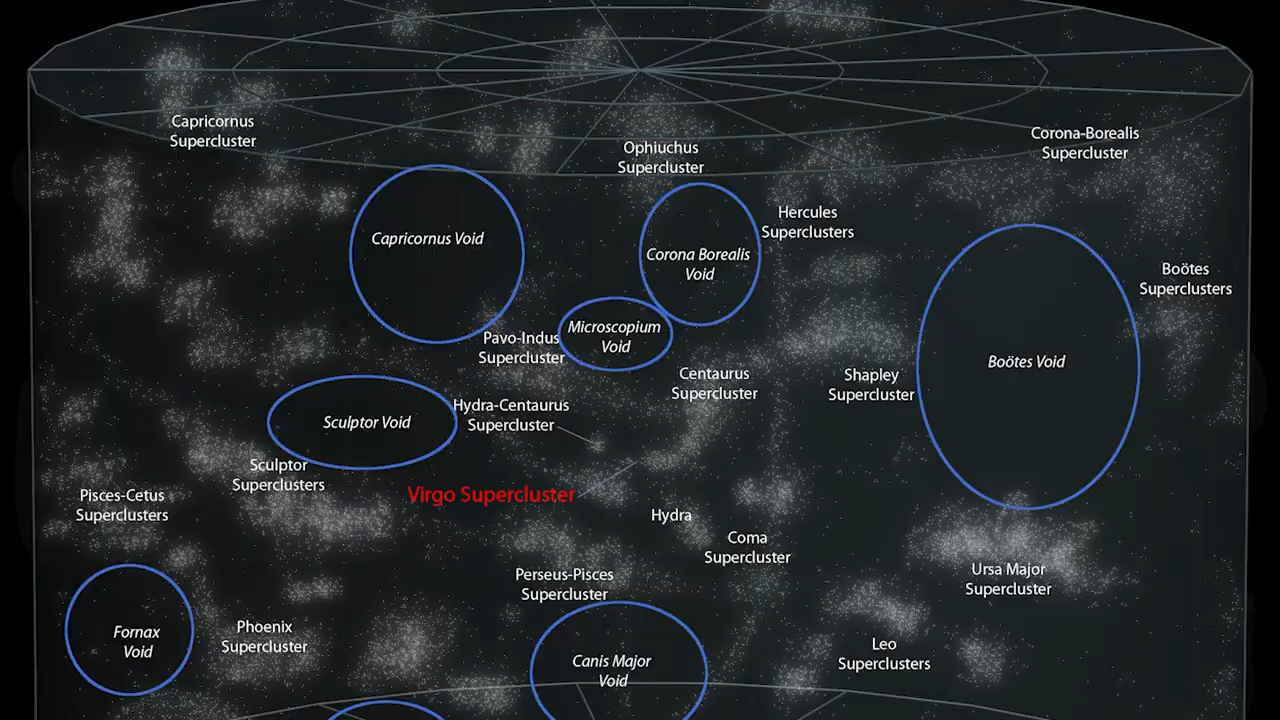 Capricornus
Supercluster
Ophiuchus
Supercluster
Corona-Borealis
Supercluster
Hercules
Superclusters
Capricornus Void
Corona Borealis
Void
Boötes
Superclusters
Microscopium
Void
Pavo-Indus
Supercluster
Boötes Void
Centaurus
Supercluster
Shapley
Supercluster
Sculptor Void
Hydra-Centaurus
Supercluster
Sculptor
Superclusters
Virgo Supercluster
Pisces-Cetus
Superclusters
Hydra
Coma
Supercluster
Perseus-Pisces
Supercluster
Ursa Major
Supercluster
Fornax
Void
Phoenix
Supercluster
Canis Major
Void
Leo
Superclusters